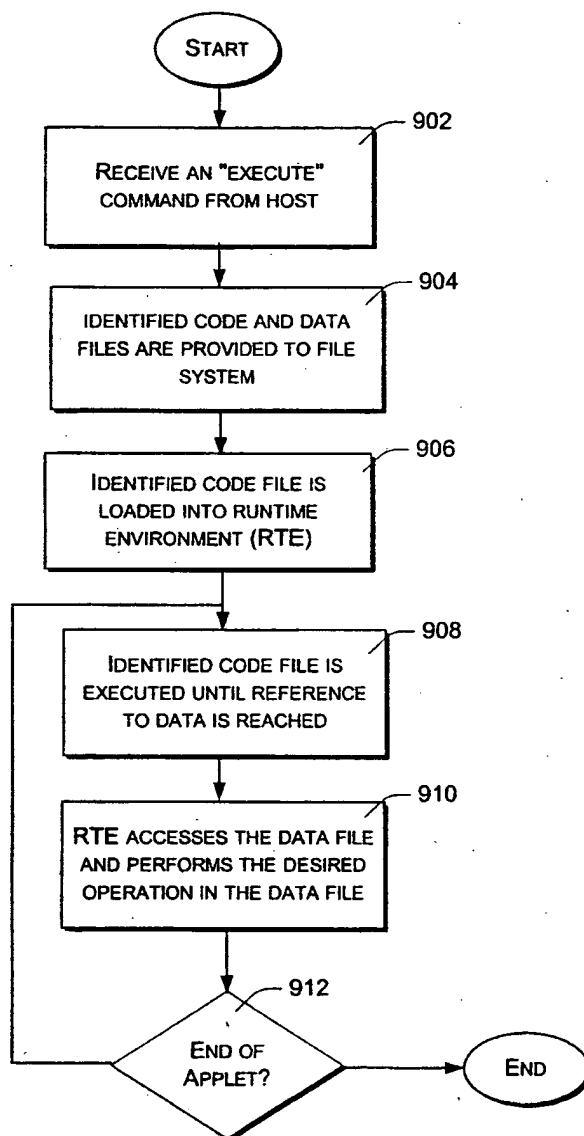 START
902
RECEIVE AN "EXECUTE"
COMMAND FROM HOST
904
IDENTIFIED CODE AND DATA
FILES ARE PROVIDED TO FILE
SYSTEM
906
IDENTIFIED CODE FILE IS
LOADED INTO RUNTIME
ENVIRONMENT (RTE)
908
IDENTIFIED CODE FILE IS
EXECUTED UNTIL REFERENCE
TO DATA IS REACHED
910
RTE ACCESSES THE DATA FILE
AND PERFORMS THE DESIRED
OPERATION IN THE DATA FILE
912
END OF
APPLET?
END